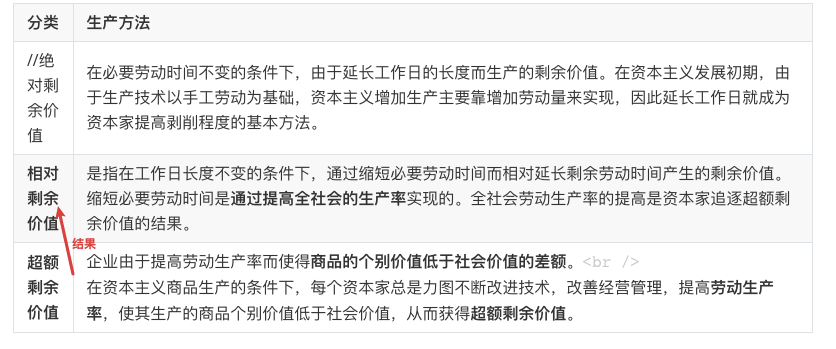 分类 生产方法
//绝
对剩
余价
值
在必要劳动时间不变的条件下，由于延长工作日的长度而生产的剩余价值。在资本主义发展初期，由
于生产技术以手工劳动为基础，资本主义增加生产主要靠增加劳动量来实现，因此延长工作日就成为
资本家提高剥削程度的基本方法。
相对
剩余
价值
是指在工作日长度不变的条件下，通过缩短必要劳动时间而相对延长剩余劳动时间产生的剩余价值。
缩短必要劳动时间是通过提高全社会的生产率实现的。全社会劳动生产率的提高是资本家追逐超额剩
余价值的结果。
结果
超额
剩余
价值
企业由于提高劳动生产率而使得商品的个别价值低于社会价值的差额。<br />
在资本主义商品生产的条件下，每个资本家总是力图不断改进技术，改善经营管理，提高劳动生产
率，使其生产的商品个别价值低于社会价值，从而获得超额剩余价值。